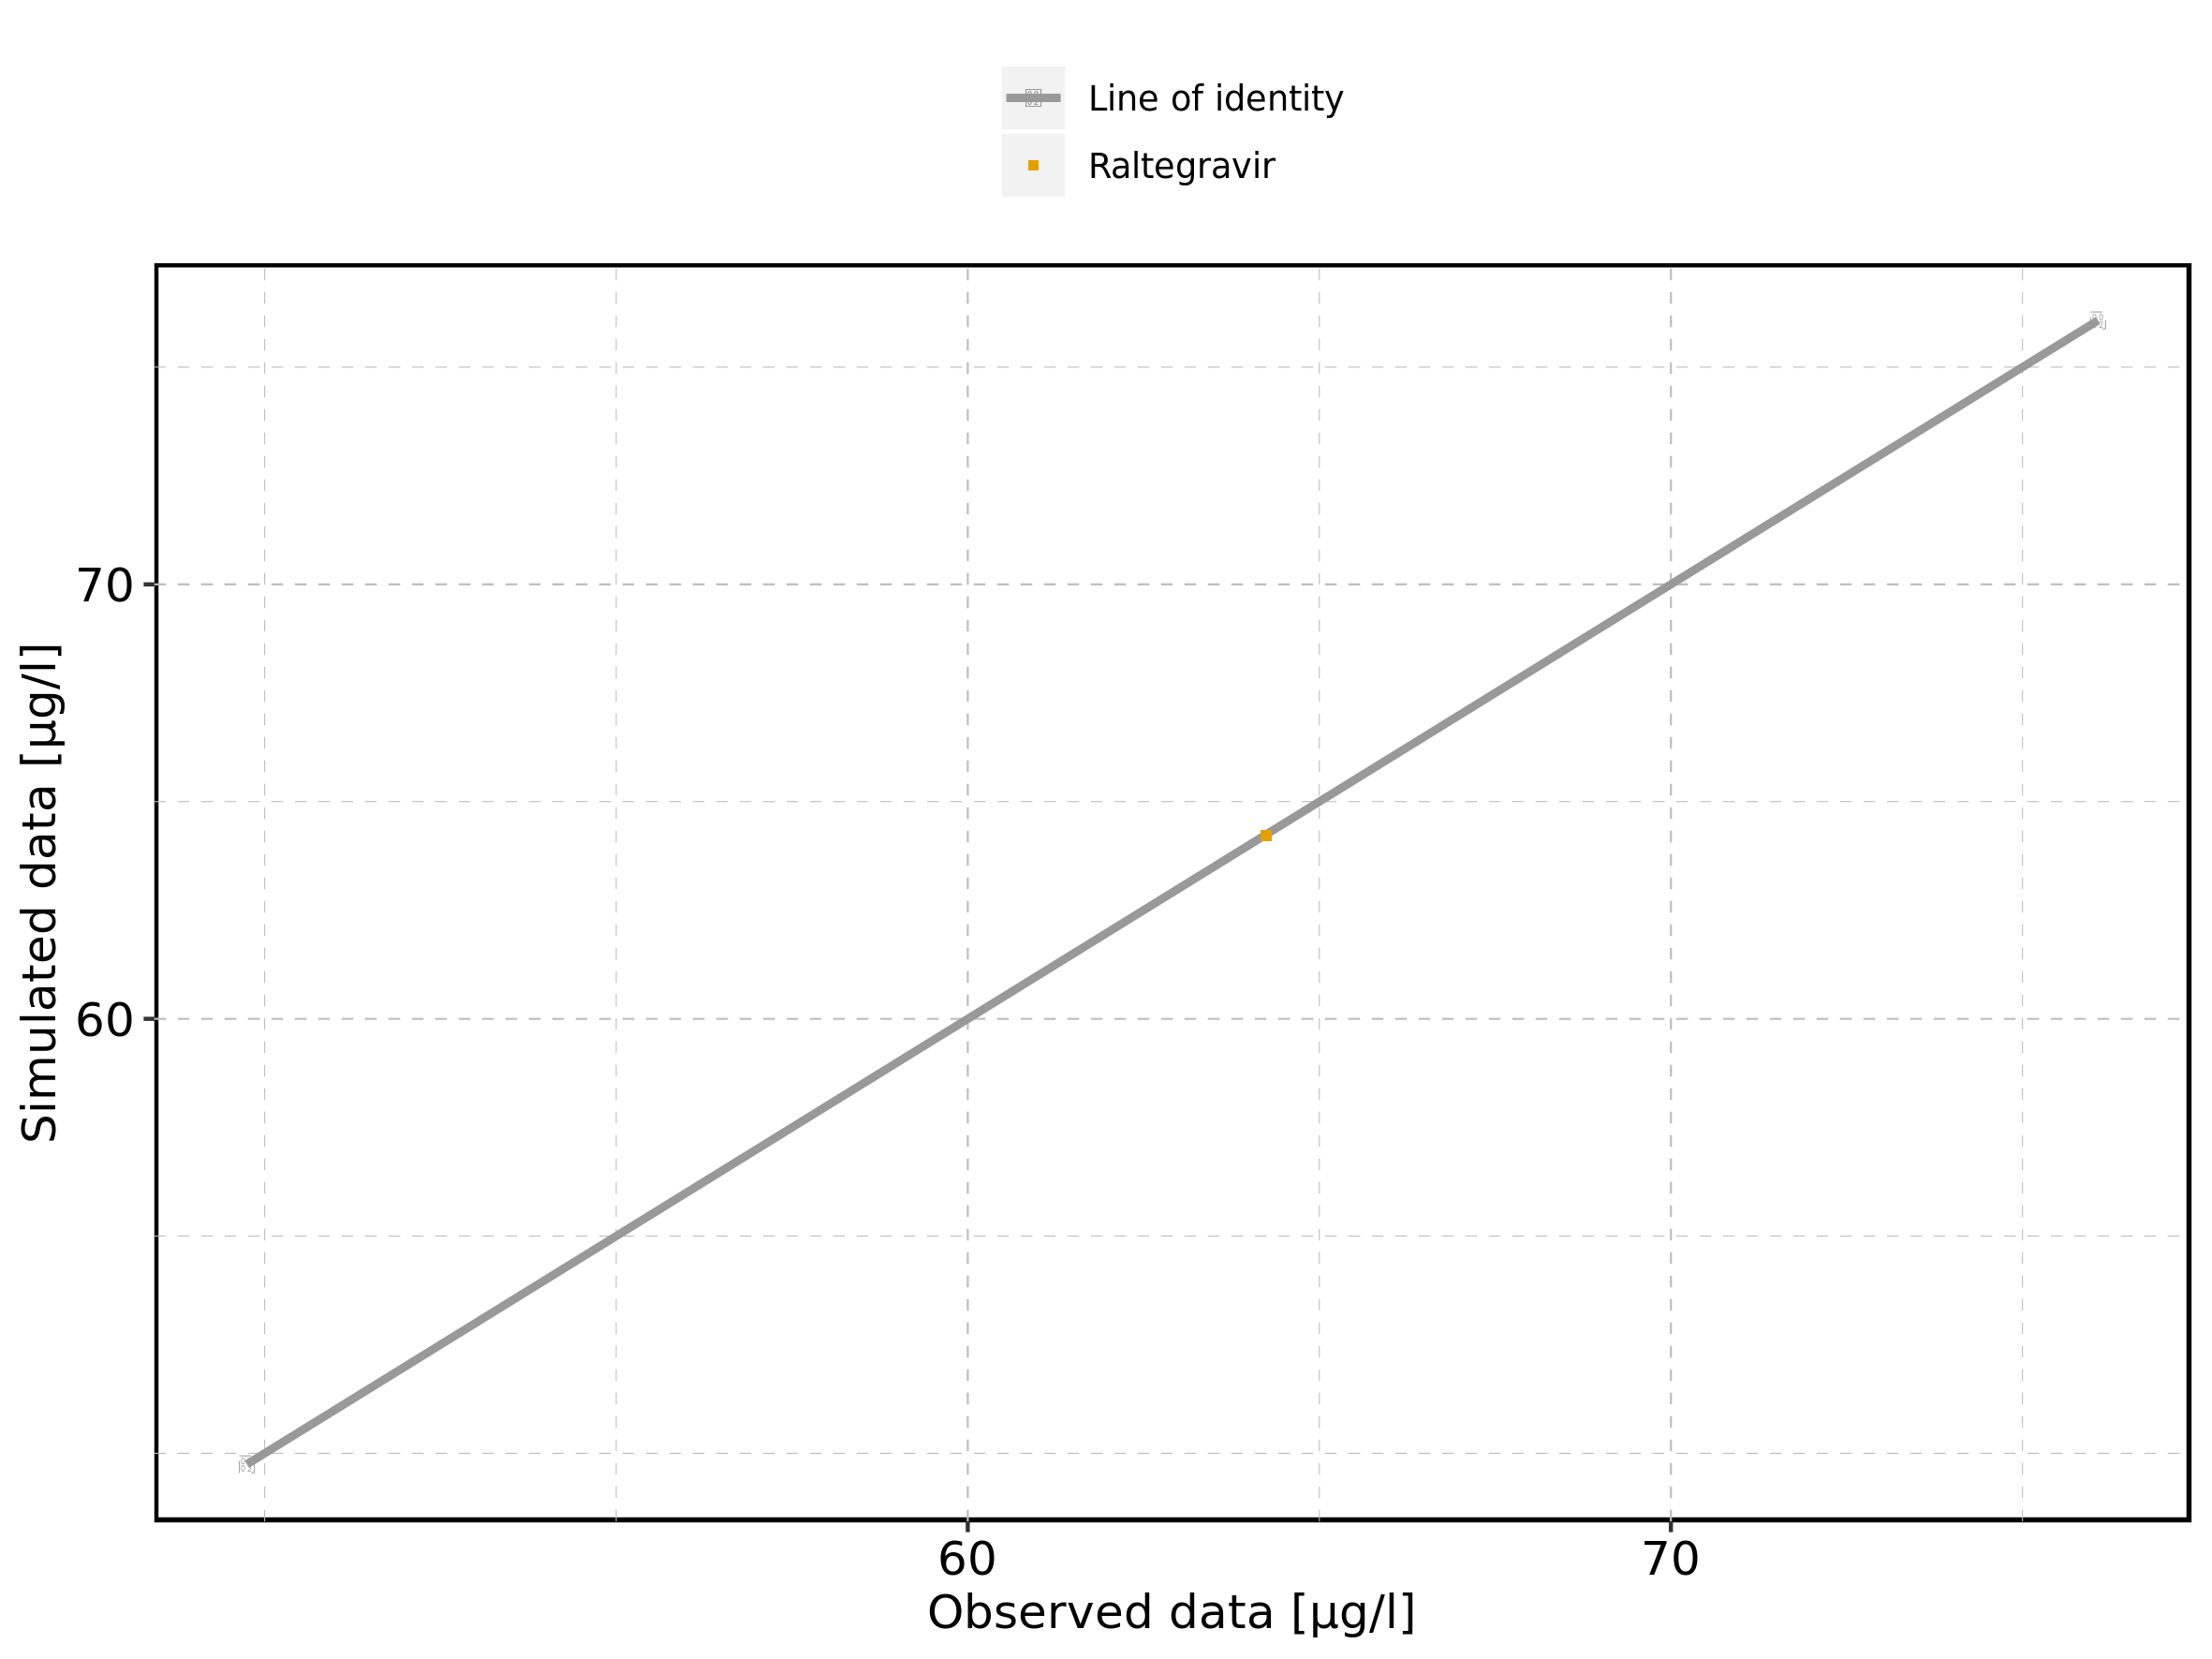 Line of identity
Raltegravir
70
60
Simulated data [µg/l]
60
70
Observed data [µg/l]